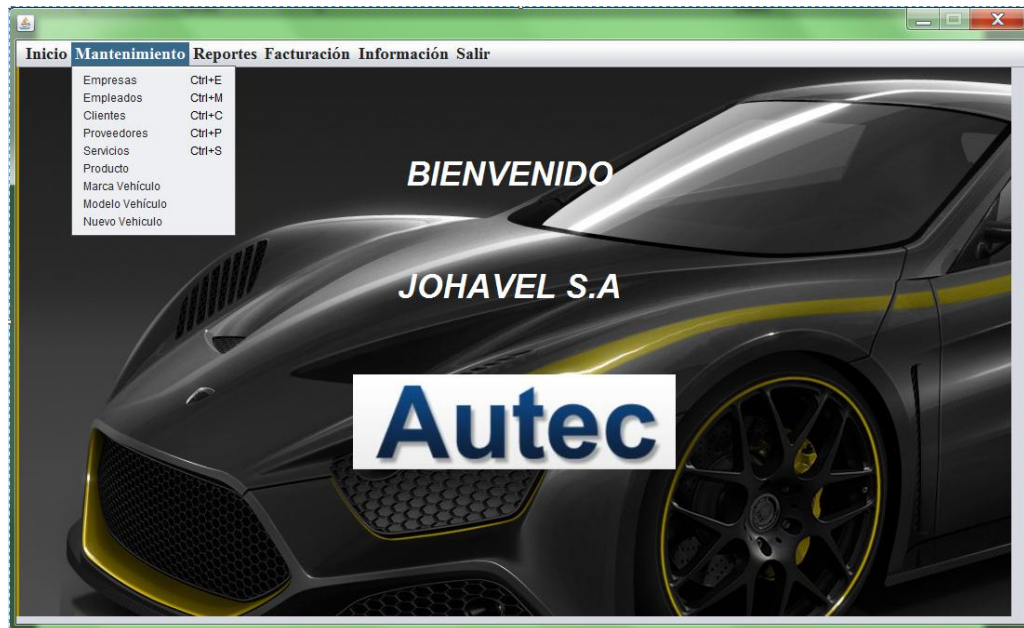 Inicio Mantenimiento Reportes Facturación Información Salir
Empresas Ctrl+E
Empleados Ctrl+M
Clientes Ctrl+C
Proveedores Ctrl+P
Servicios Ctrl+S
Producto
Marca Vehículo
Modelo Vehículo
Nuevo Vehiculo
BIENVENIDO
JOHAVEL S.A
Autec